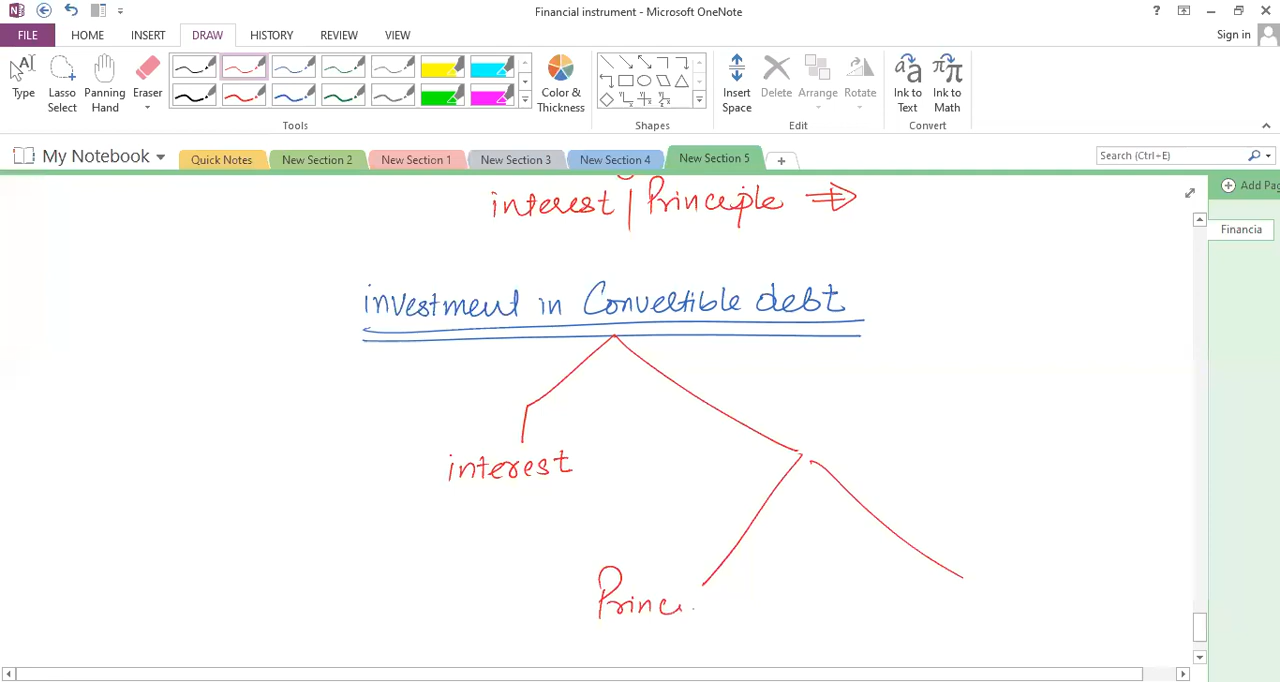 Financial instrument - Microsoft OneNote
?
FILE HOME INSERT DRAW HISTORY REVIEW VIEW
Sign in
Type Lasso Select Panning Hand Eraser
Color & Thickness
Insert Space Delete Arrange Rotate
Ink to Text Ink to Math
Tools Shapes Edit Convert
My Notebook Quick Notes New Section 2 New Section 1 New Section 3 New Section 4 New Section 5 +
Search (Ctrl+E)
Add Pag
Financia
interest | Principle
investment in Convertible debt
interest
Princ